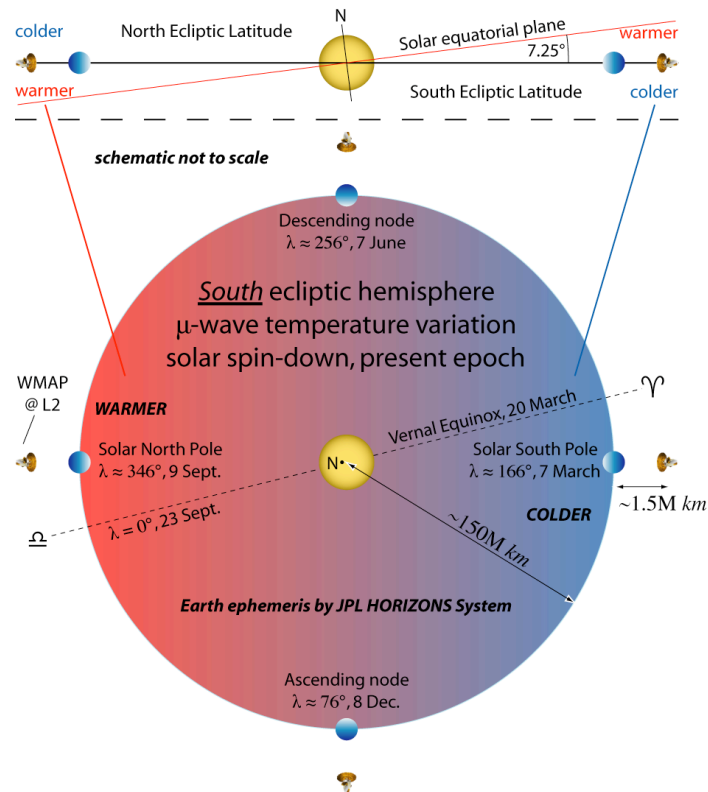 N
colder
North Ecliptic Latitude
Solar equatorial plane
warmer
7.25°
warmer
South Ecliptic Latitude
colder
schematic not to scale
Descending node
λ ≈ 256°, 7 June
South ecliptic hemisphere
μ-wave temperature variation
solar spin-down, present epoch
WMAP
@ L2
WARMER
Vernal Equinox, 20 March
♈
Solar North Pole
λ ≈ 346°, 9 Sept.
N•
Solar South Pole
λ ≈ 166°, 7 March
~1.5M km
♎
λ = 0°, 23 Sept.
COLDER
~150M km
Earth ephemeris by JPL HORIZONS System
Ascending node
λ ≈ 76°, 8 Dec.